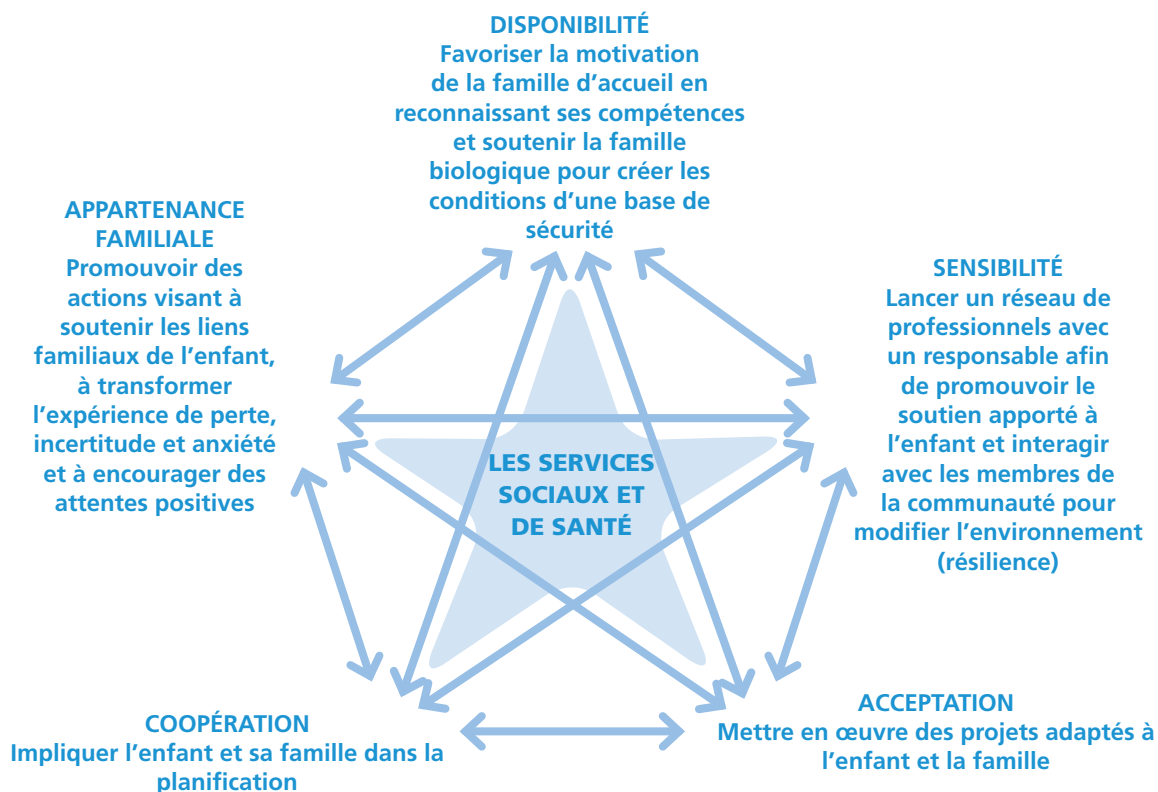 DISPONIBILITÉ
Favoriser la motivation
de la famille d’accueil en
reconnaissant ses compétences
et soutenir la famille
biologique pour créer les
conditions d’une base de
sécurité
APPARTENANCE
FAMILIALE
Promouvoir des
actions visant à
soutenir les liens
familiaux de l’enfant,
à transformer
l’expérience de perte,
incertitude et anxiété
et à encourager des
attentes positives
SENSIBILITÉ
Lancer un réseau de
professionnels avec
un responsable afin
de promouvoir le
soutien apporté à
l’enfant et interagir
avec les membres de
la communauté pour
modifier l’environnement
(résilience)
LES SERVICES
SOCIAUX ET
DE SANTÉ
COOPÉRATION
Impliquer l’enfant et sa famille dans la
planification
ACCEPTATION
Mettre en œuvre des projets adaptés à
l’enfant et la famille